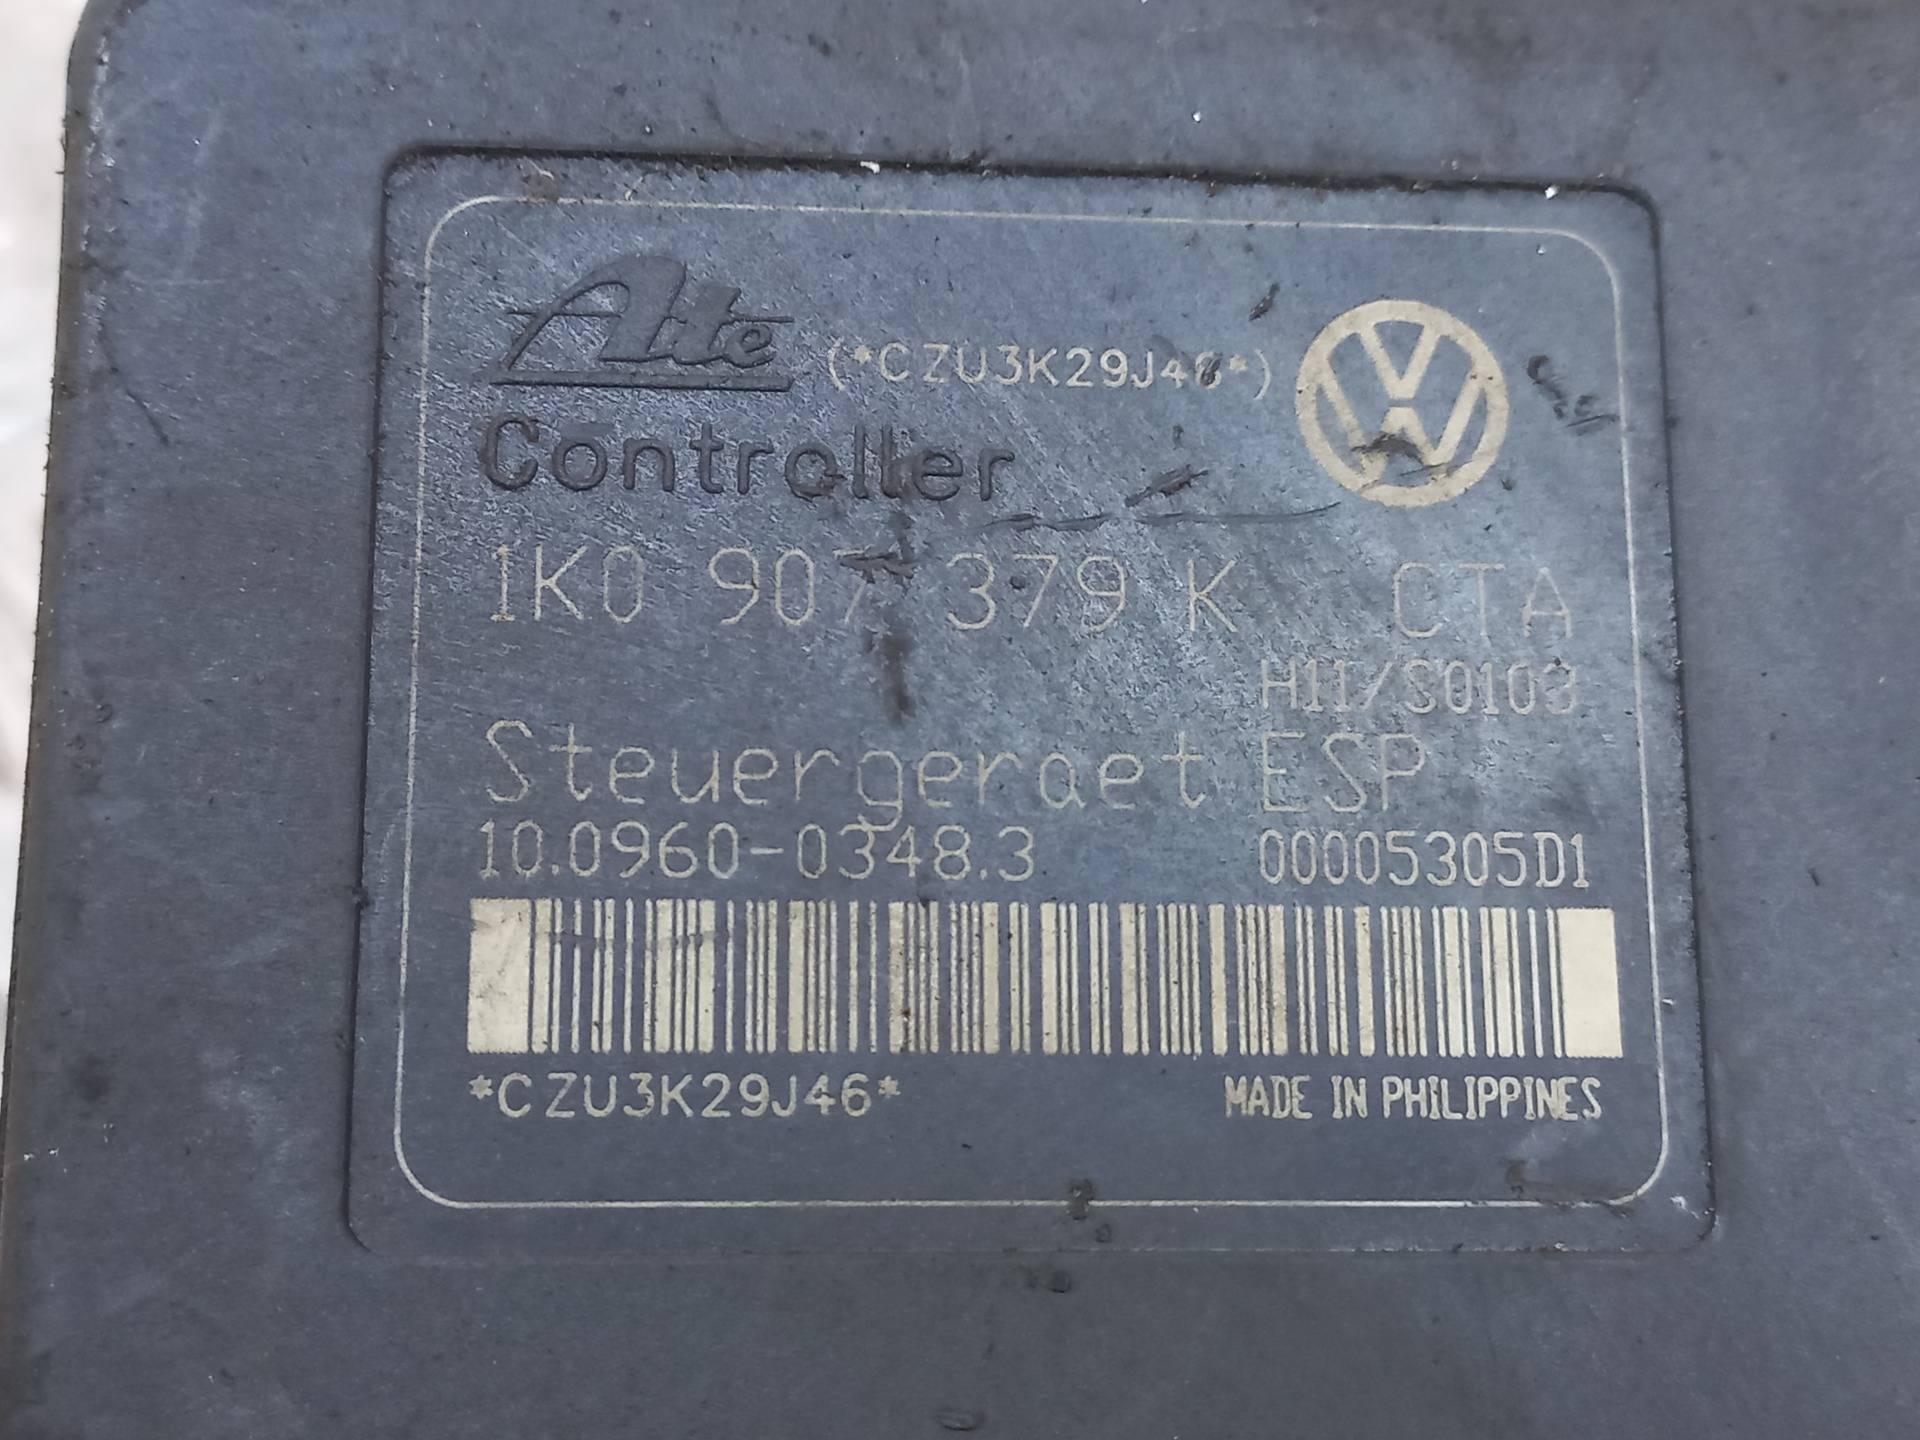 Ate (*CZU3K29J46*)
Controller
1K0 907 379 K CTA
H11/S0103
Steuergeraet ESP
10.0960-0348.3 00005305D1
*CZU3K29J46* MADE IN PHILIPPINES